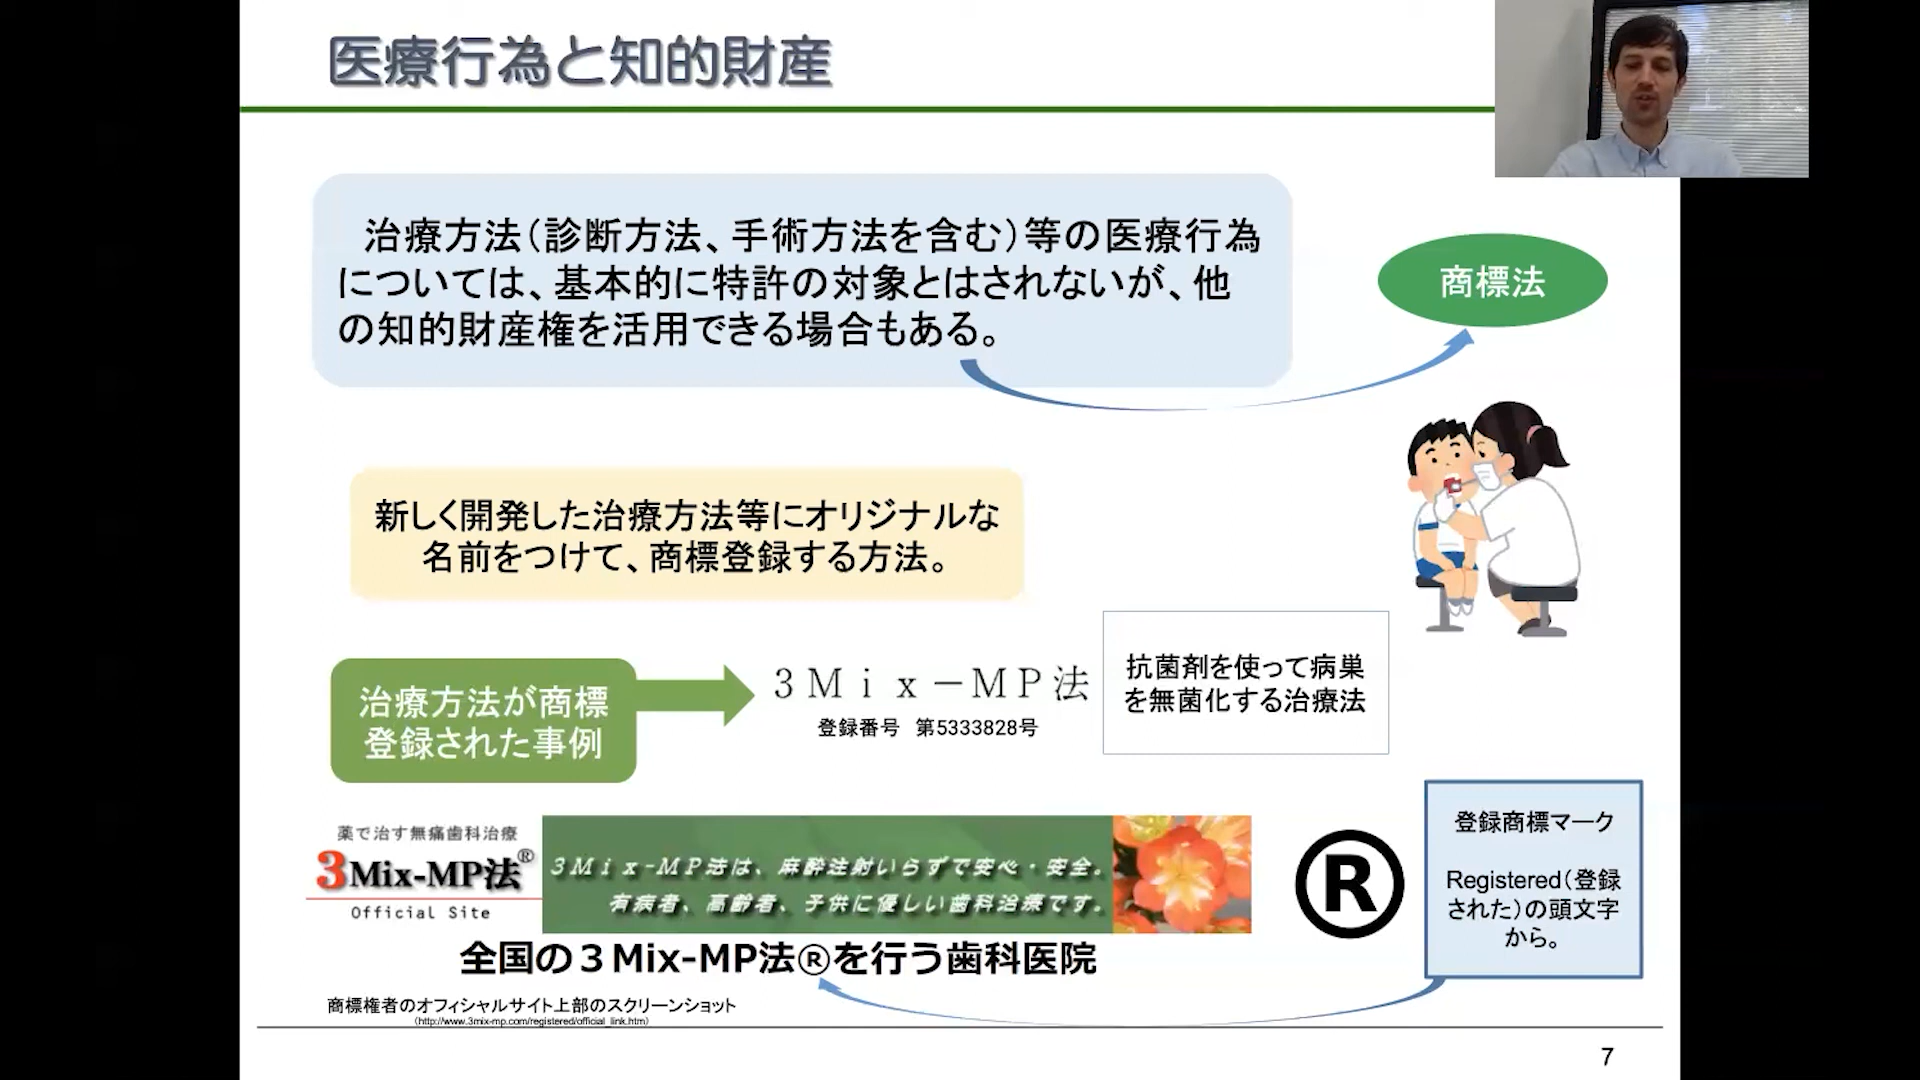 医療行為と知的財産
治療方法（診断方法、手術方法を含む）等の医療行為
については、基本的に特許の対象とはされないが、他
の知的財産権を活用できる場合もある。
商標法
新しく開発した治療方法等にオリジナルな
名前をつけて、商標登録する方法。
治療方法が商標
登録された事例
３Ｍｉｘ－ＭＰ法
登録番号　第5333828号
抗菌剤を使って病巣
を無菌化する治療法
薬で治す無痛歯科治療
3Mix-MP法®
Official Site
３Ｍｉｘ-ＭＰ法は、麻酔注射いらずで安心・安全。
有病者、高齢者、子供に優しい歯科治療です。
®
登録商標マーク
Registered（登録
された）の頭文字
から。
全国の３Mix-MP法®を行う歯科医院
商標権者のオフィシャルサイト上部のスクリーンショット
(http://www.3mix-mp.com/registered/official_link.htm)
7